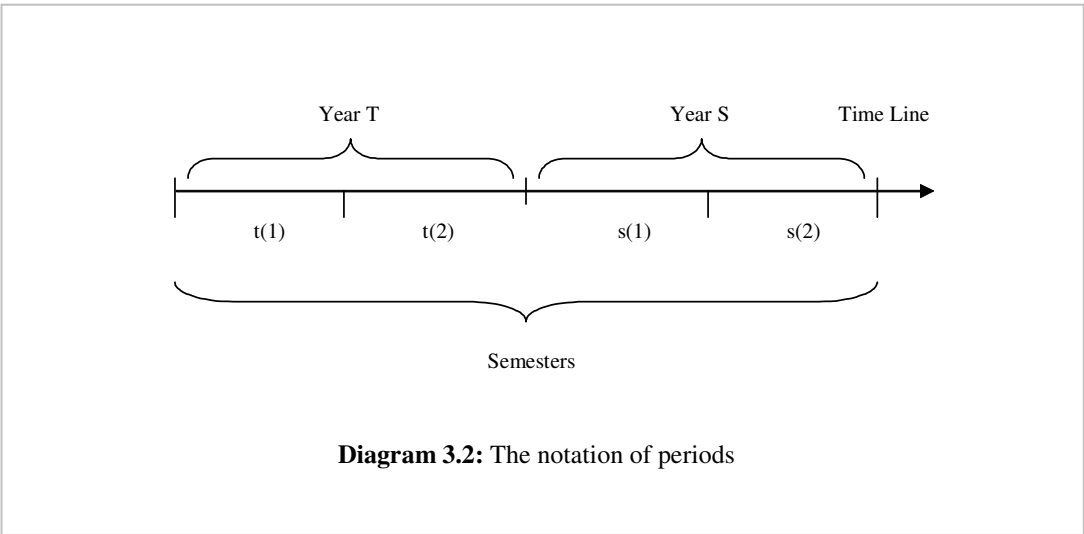 Year T Year S Time Line
t(1) t(2) s(1) s(2)
Semesters
Diagram 3.2: The notation of periods